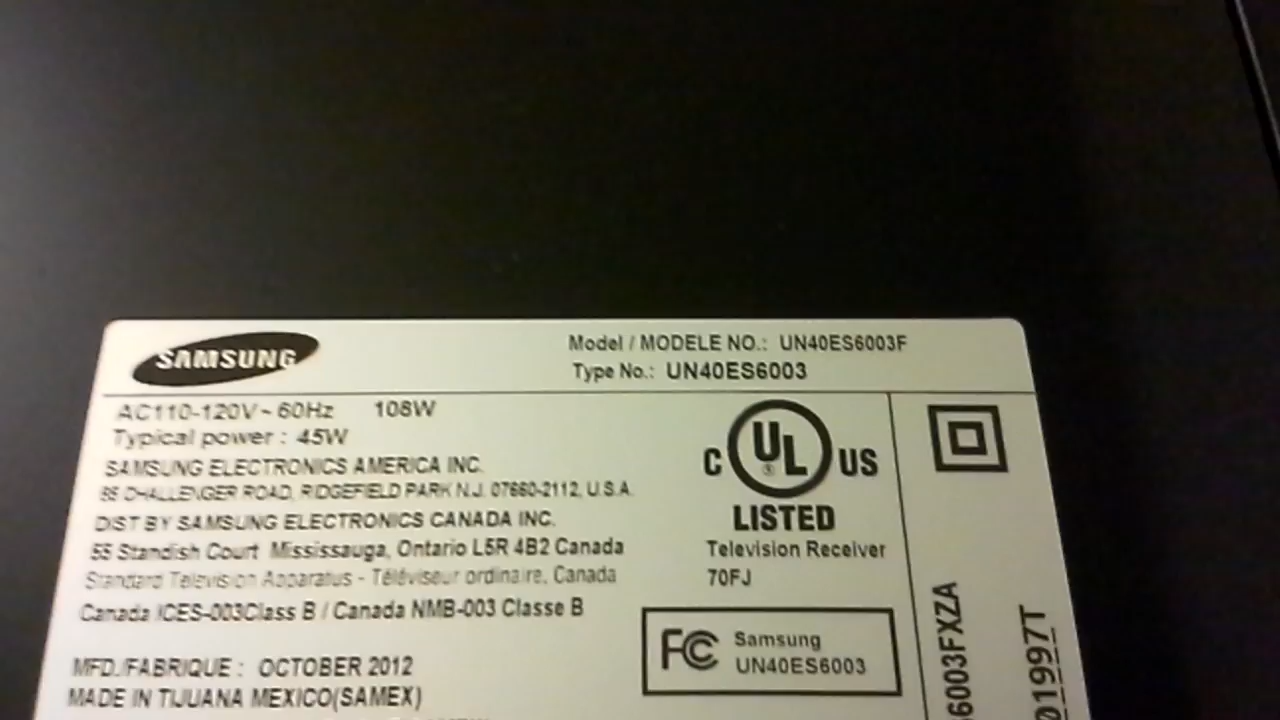 SAMSUNG
Model / MODELE NO.: UN40ES6003F
Type No.: UN40ES6003
AC110-120V~60Hz 108W
Typical power : 45W
SAMSUNG ELECTRONICS AMERICA INC.
85 CHALLENGER ROAD, RIDGEFIELD PARK N.J. 07660-2112, U.S.A.
DIST BY SAMSUNG ELECTRONICS CANADA INC.
55 Standish Court Mississauga, Ontario L5R 4B2 Canada
Standard Television Apparatus - Téléviseur ordinaire, Canada
Canada ICES-003Class B / Canada NMB-003 Classe B
MFD./FABRIQUE : OCTOBER 2012
MADE IN TIJUANA MEXICO(SAMEX)
C UL ® US
LISTED
Television Receiver
70FJ
FC Samsung
UN40ES6003
6003FXZA
01997T